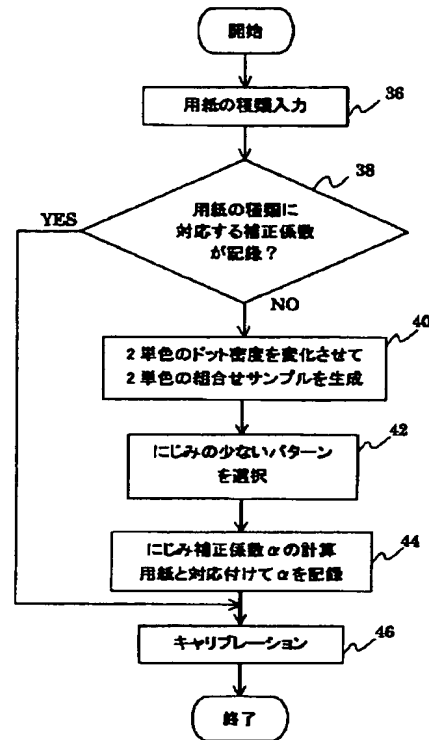 開始
用紙の種類入力
36
38
用紙の種類に
対応する補正係数
が記録？
YES
NO
40
2単色のドット密度を変化させて
2単色の組合せサンプルを生成
42
にじみの少ないパターン
を選択
44
にじみ補正係数αの計算
用紙と対応付けてαを記録
キャリブレーション
46
終了